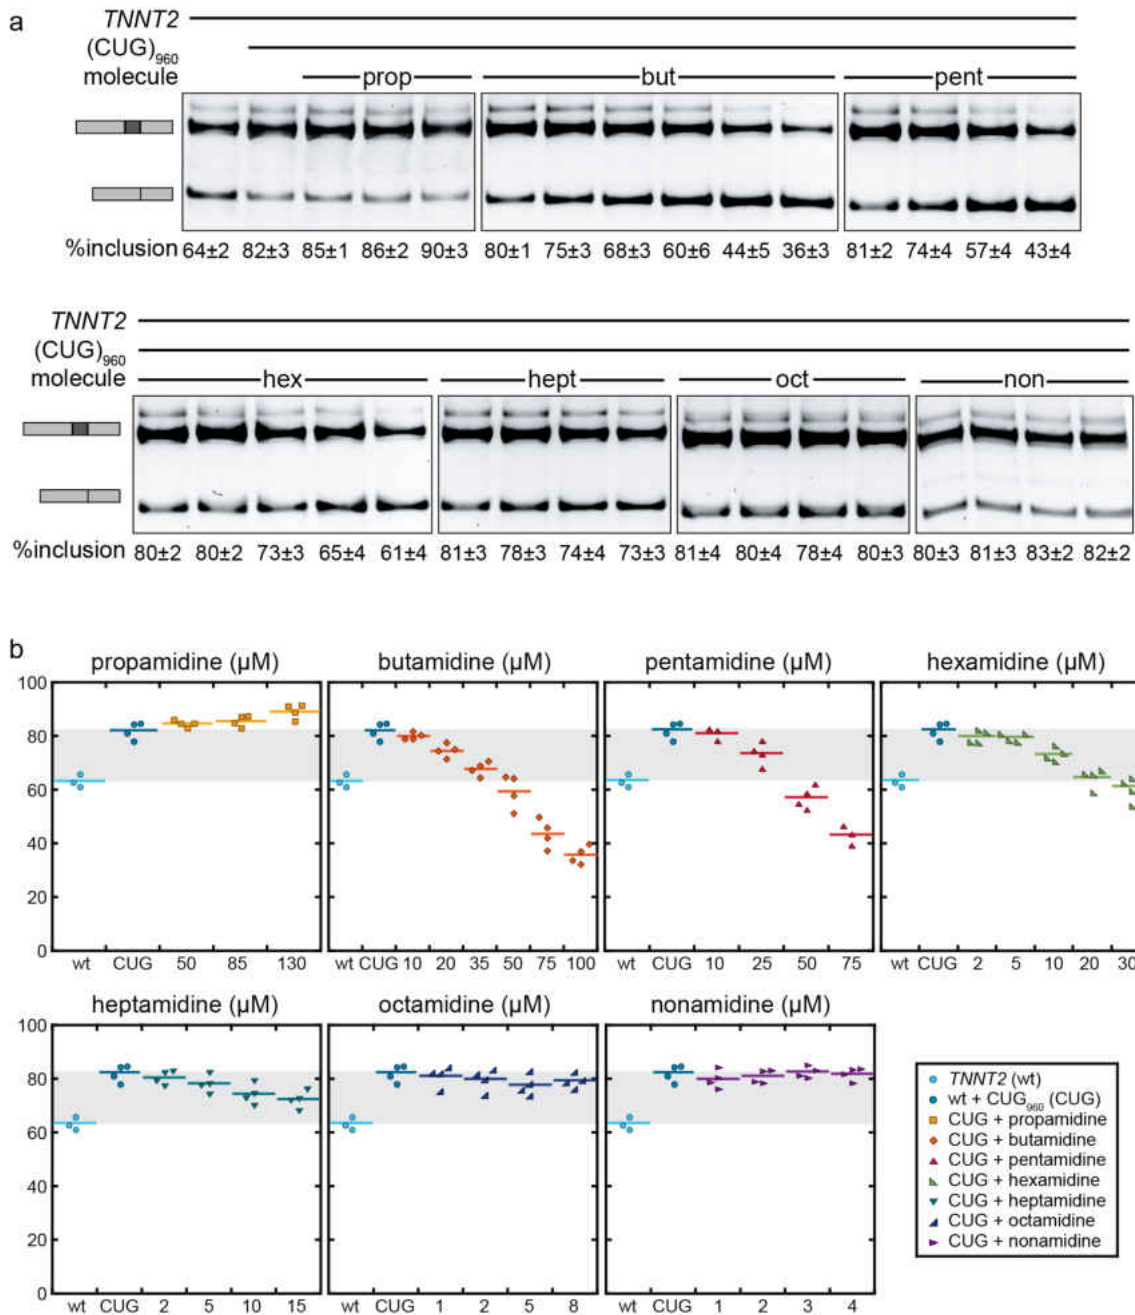 a
TNNT2
(CUG)960
molecule
prop but pent
%inclusion 64±2 82±3 85±1 86±2 90±3 80±1 75±3 68±3 60±6 44±5 36±3 81±2 74±4 57±4 43±4
TNNT2
(CUG)960
molecule
hex hept oct non
%inclusion 80±2 80±2 73±3 65±4 61±4 81±3 78±3 74±4 73±3 81±4 80±4 78±4 80±3 80±3 81±3 83±2 82±2
b
propamidine (µM) butamidine (µM) pentamidine (µM) hexamidine (µM)
100
80
60
40
20
0
wt CUG 50 85 130 wt CUG 10 20 35 50 75 100 wt CUG 10 25 50 75 wt CUG 2 5 10 20 30
heptamidine (µM) octamidine (µM) nonamidine (µM)
100
80
60
40
20
0
wt CUG 2 5 10 15 wt CUG 1 2 5 8 wt CUG 1 2 3 4
TNNT2 (wt)
wt + CUG960 (CUG)
CUG + propamidine
CUG + butamidine
CUG + pentamidine
CUG + hexamidine
CUG + heptamidine
CUG + octamidine
CUG + nonamidine